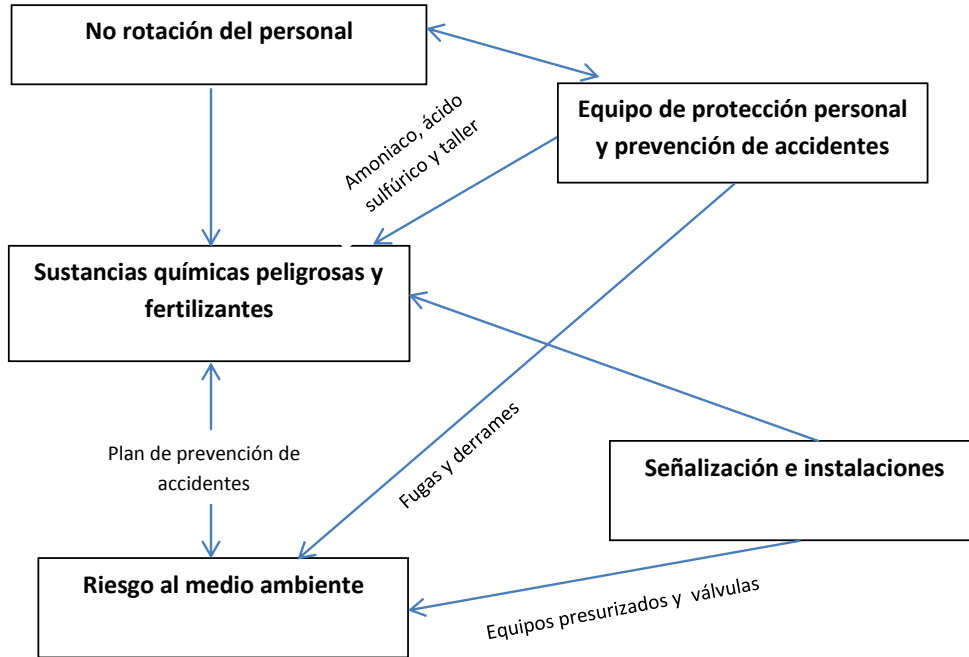 No rotación del personal
Equipo de protección personal
y prevención de accidentes
Amoniaco, ácido
sulfúrico y taller
Sustancias químicas peligrosas y
fertilizantes
Plan de prevención de
accidentes
Fugas y derrames
Señalización e instalaciones
Riesgo al medio ambiente
Equipos presurizados y válvulas